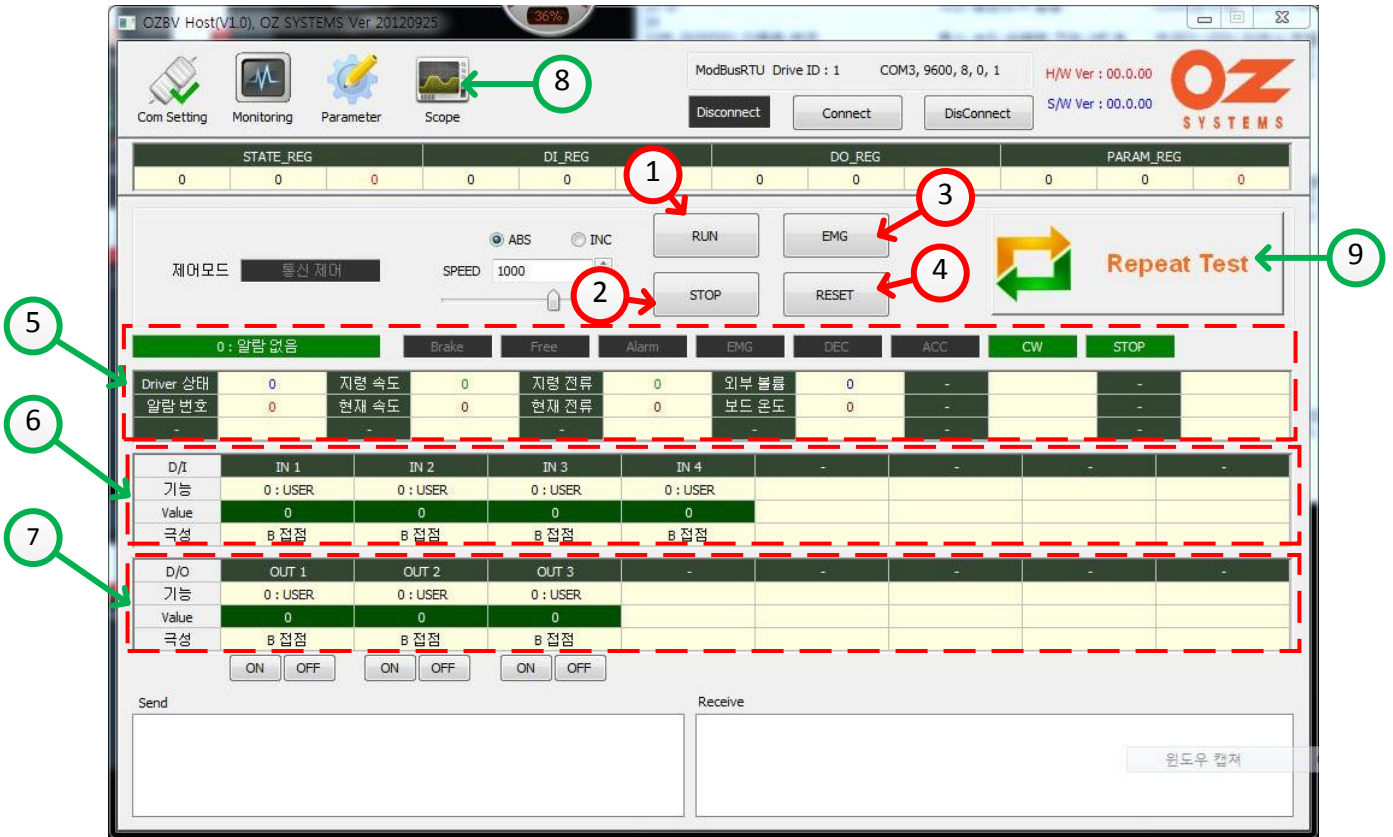 OZBV Host(V1.0), OZ SYSTEMS Ver 20120925
36%
Com Setting Monitoring Parameter Scope
8
ModBusRTU Drive ID : 1 COM3, 9600, 8, 0, 1
Disconnect Connect DisConnect
H/W Ver : 00.0.00
S/W Ver : 00.0.00
OZ
SYSTEMS
STATE_REG DI_REG DO_REG PARAM_REG
0 0 0 0 0 0 0 0 0 0
1
3
제어모드 통신 제어
ABS INC
SPEED 1000
RUN EMG
STOP RESET
2
4
Repeat Test
9
5
0 : 알람 없음 Brake Free Alarm EMG DEC ACC CW STOP
Driver 상태 0 지령 속도 0 지령 전류 0 외부 볼륨 0 - -
알람 번호 0 현재 속도 0 현재 전류 0 보드 온도 0 - -
- - - - - -
6
D/I IN 1 IN 2 IN 3 IN 4 - - - -
기능 0 : USER 0 : USER 0 : USER 0 : USER
Value 0 0 0 0
극성 B 접점 B 접점 B 접점 B 접점
7
D/O OUT 1 OUT 2 OUT 3 - - - - -
기능 0 : USER 0 : USER 0 : USER
Value 0 0 0
극성 B 접점 B 접점 B 접점
ON OFF ON OFF ON OFF
Send Receive
윈도우 캡쳐